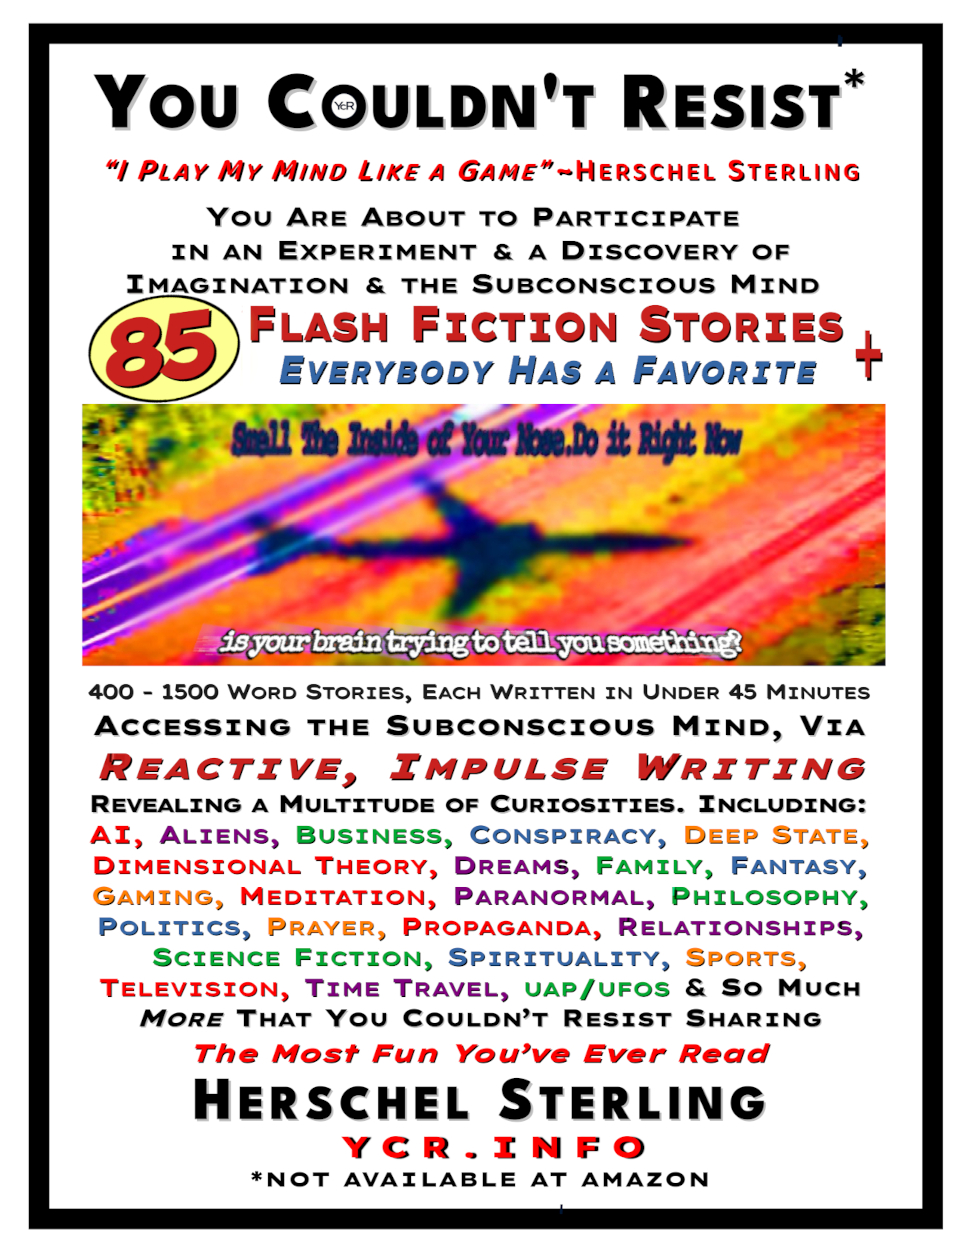 YOU COULDN'T RESIST*
YCR
"I PLAY MY MIND LIKE A GAME" ~HERSCHEL STERLING
YOU ARE ABOUT TO PARTICIPATE
IN AN EXPERIMENT & A DISCOVERY OF
IMAGINATION & THE SUBCONSCIOUS MIND
85 FLASH FICTION STORIES
EVERYBODY HAS A FAVORITE
Smell The Inside of Your Nose.Do it Right Now
is your brain trying to tell you something?
400 - 1500 WORD STORIES, EACH WRITTEN IN UNDER 45 MINUTES
ACCESSING THE SUBCONSCIOUS MIND, VIA
REACTIVE, IMPULSE WRITING
REVEALING A MULTITUDE OF CURIOSITIES. INCLUDING:
AI, ALIENS, BUSINESS, CONSPIRACY, DEEP STATE,
DIMENSIONAL THEORY, DREAMS, FAMILY, FANTASY,
GAMING, MEDITATION, PARANORMAL, PHILOSOPHY,
POLITICS, PRAYER, PROPAGANDA, RELATIONSHIPS,
SCIENCE FICTION, SPIRITUALITY, SPORTS,
TELEVISION, TIME TRAVEL, UAP/UFOS & SO MUCH
MORE THAT YOU COULDN'T RESIST SHARING
The Most Fun You've Ever Read
HERSCHEL STERLING
YCR.INFO
*NOT AVAILABLE AT AMAZON